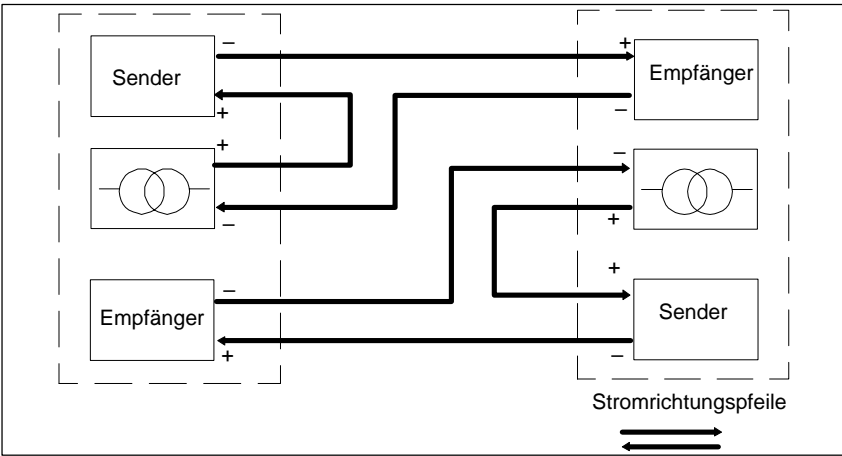 Sender
−
+
+
−
Empfänger
−
+
+
Empfänger
−
−
+
+
Sender
−
Stromrichtungspfeile